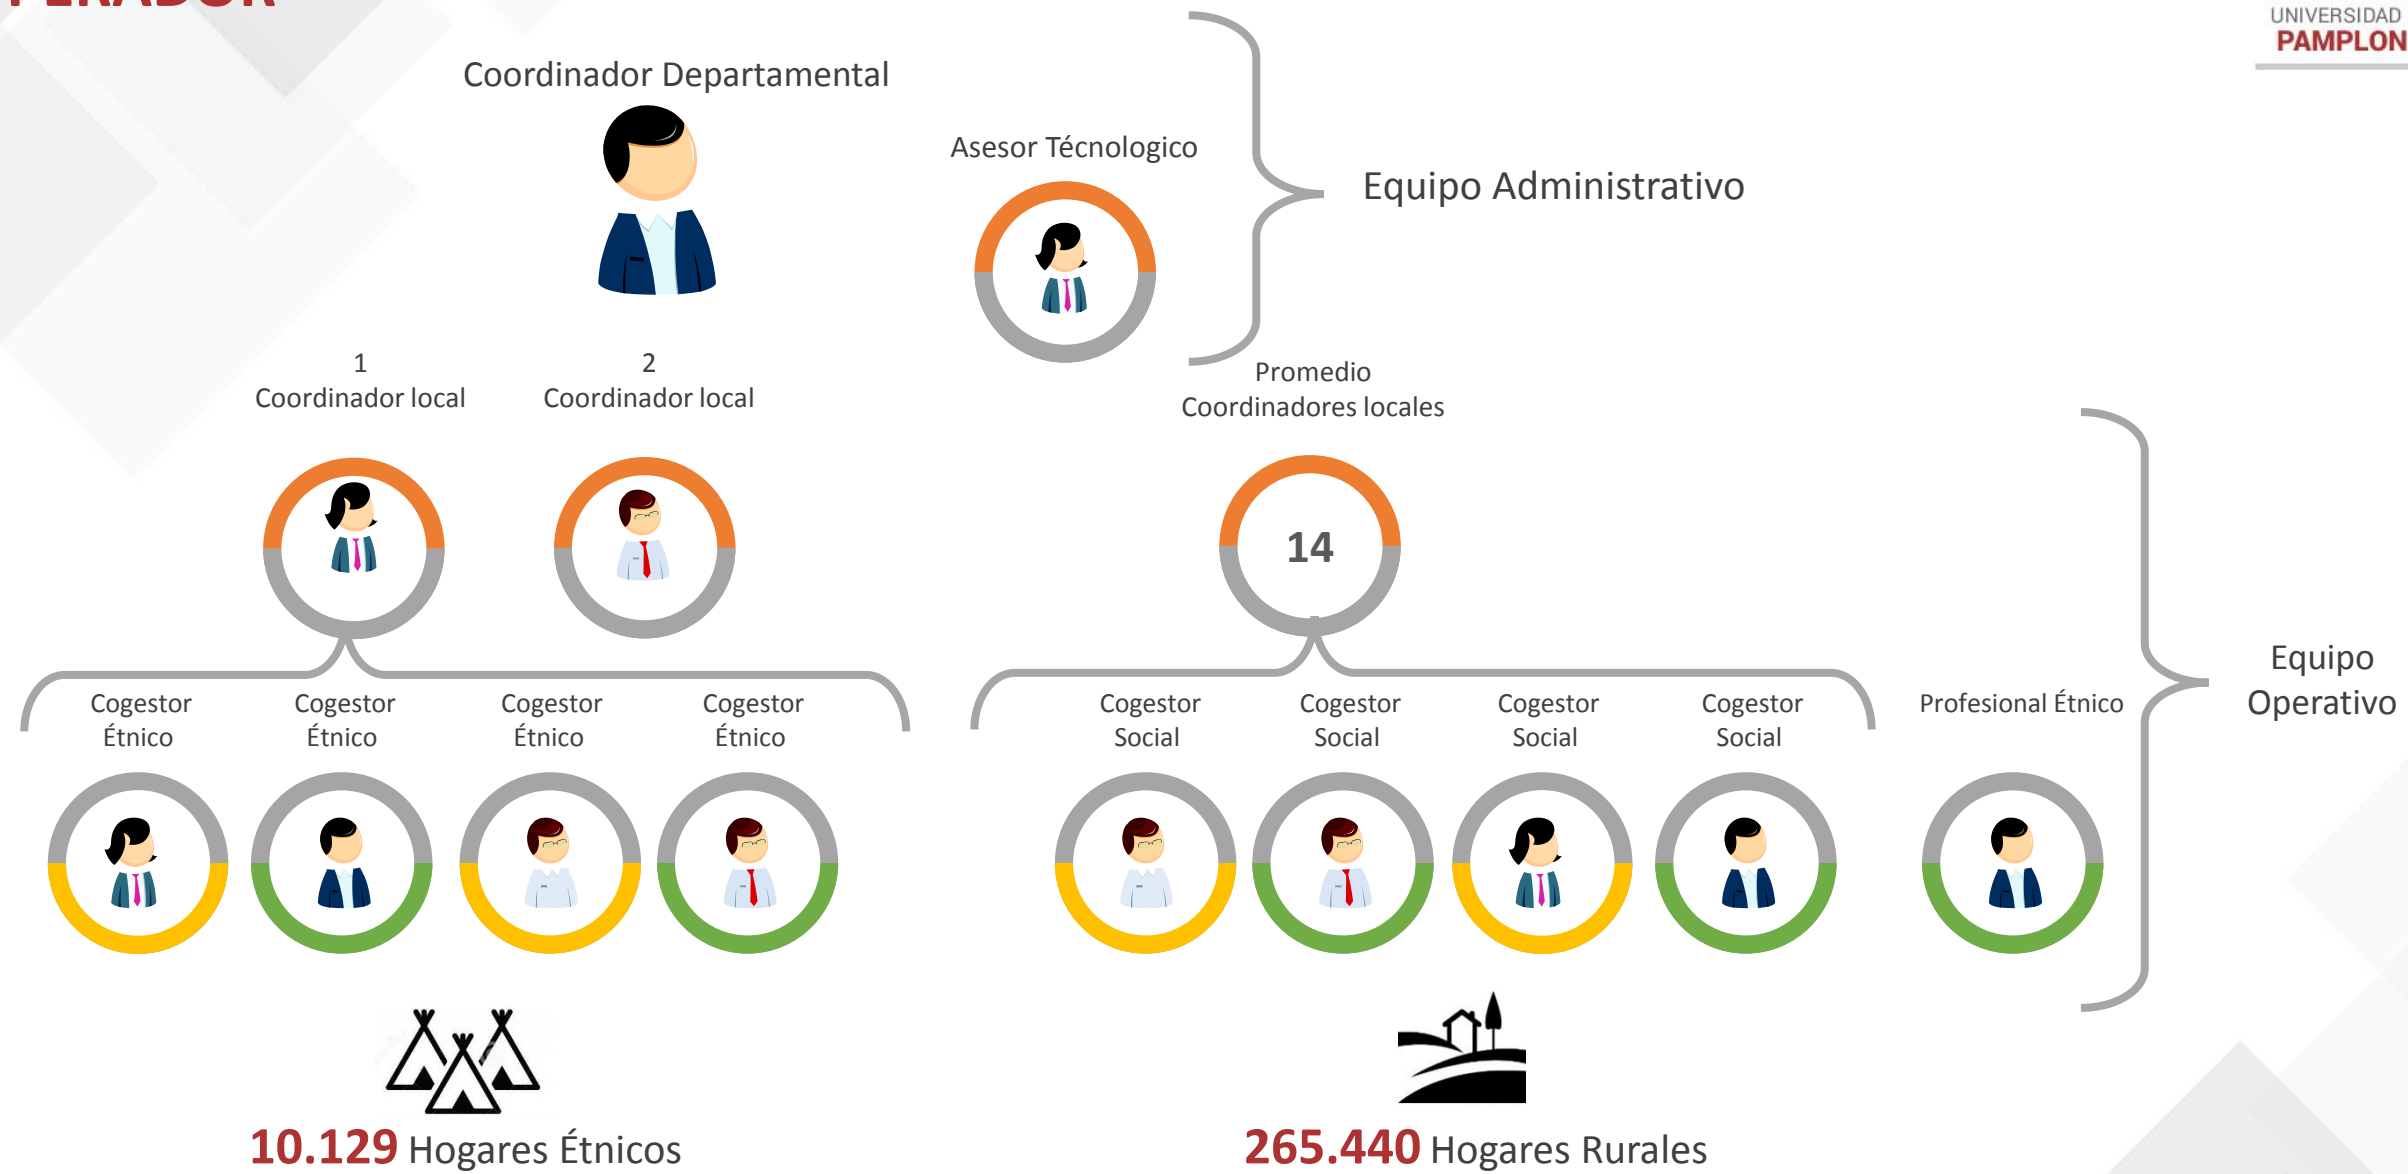 PERADOR
UNIVERSIDAD
PAMPLON
Coordinador Departamental
Asesor Técnologico
Equipo Administrativo
1
Coordinador local
2
Coordinador local
Promedio
Coordinadores locales
14
Equipo
Operativo
Cogestor
Étnico
Cogestor
Étnico
Cogestor
Étnico
Cogestor
Étnico
Cogestor
Social
Cogestor
Social
Cogestor
Social
Cogestor
Social
Profesional Étnico
10.129 Hogares Étnicos
265.440 Hogares Rurales